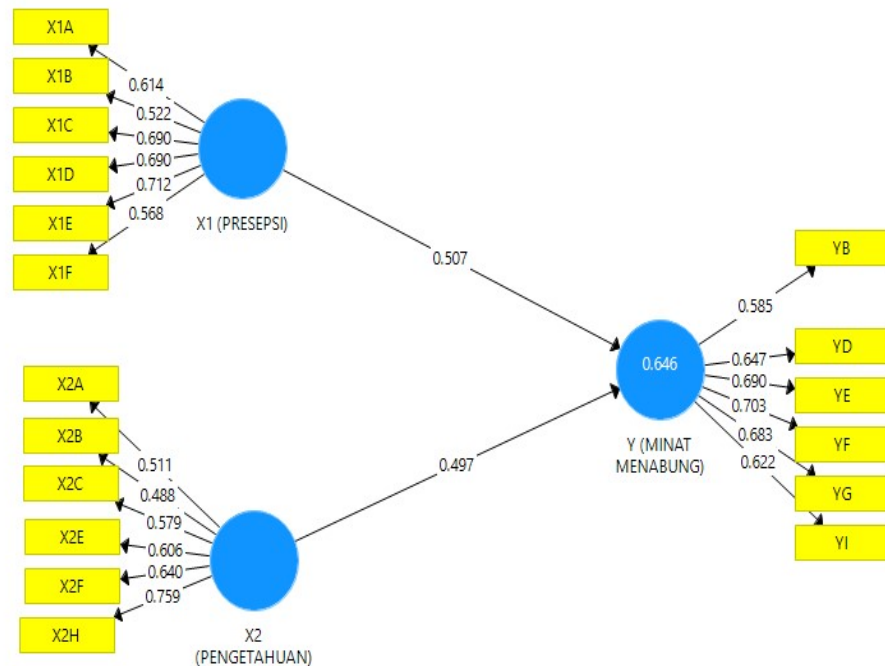 X1A
X1B
X1C
X1D
X1E
X1F
0.614
0.522
0.690
0.690
0.712
0.568
X1 (PRESEPSI)
0.507
X2A
X2B
X2C
X2E
X2F
X2H
0.511
0.488
0.579
0.606
0.640
0.759
X2
(PENGETAHUAN)
0.497
0.646
Y (MINAT
MENABUNG)
0.585
0.647
0.690
0.703
0.683
0.622
YB
YD
YE
YF
YG
YI